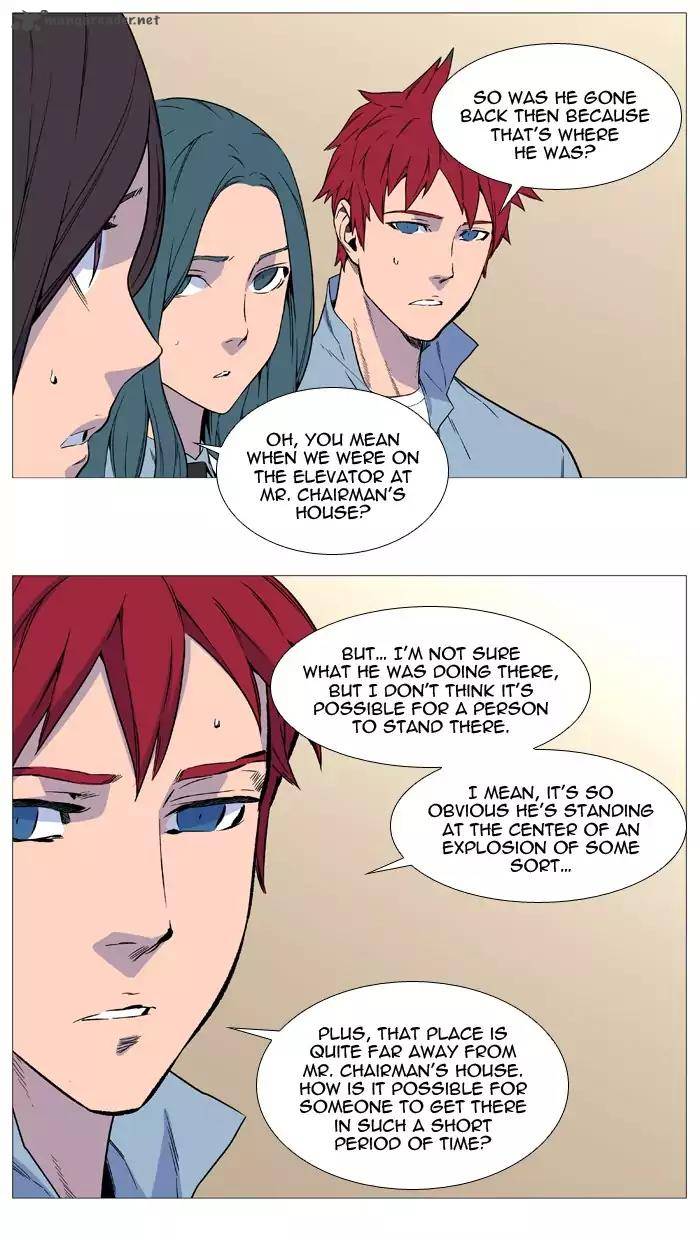 mangareader.net
SO WAS HE GONE
BACK THEN BECAUSE
THAT'S WHERE
HE WAS?
OH, YOU MEAN
WHEN WE WERE ON
THE ELEVATOR AT
MR. CHAIRMAN'S
HOUSE?
BUT... I'M NOT SURE
WHAT HE WAS DOING THERE,
BUT I DON'T THINK IT'S
POSSIBLE FOR A PERSON
TO STAND THERE.
I MEAN, IT'S SO
OBVIOUS HE'S STANDING
AT THE CENTER OF AN
EXPLOSION OF SOME
SORT...
PLUS, THAT PLACE IS
QUITE FAR AWAY FROM
MR. CHAIRMAN'S HOUSE.
HOW IS IT POSSIBLE FOR
SOMEONE TO GET THERE
IN SUCH A SHORT
PERIOD OF TIME?